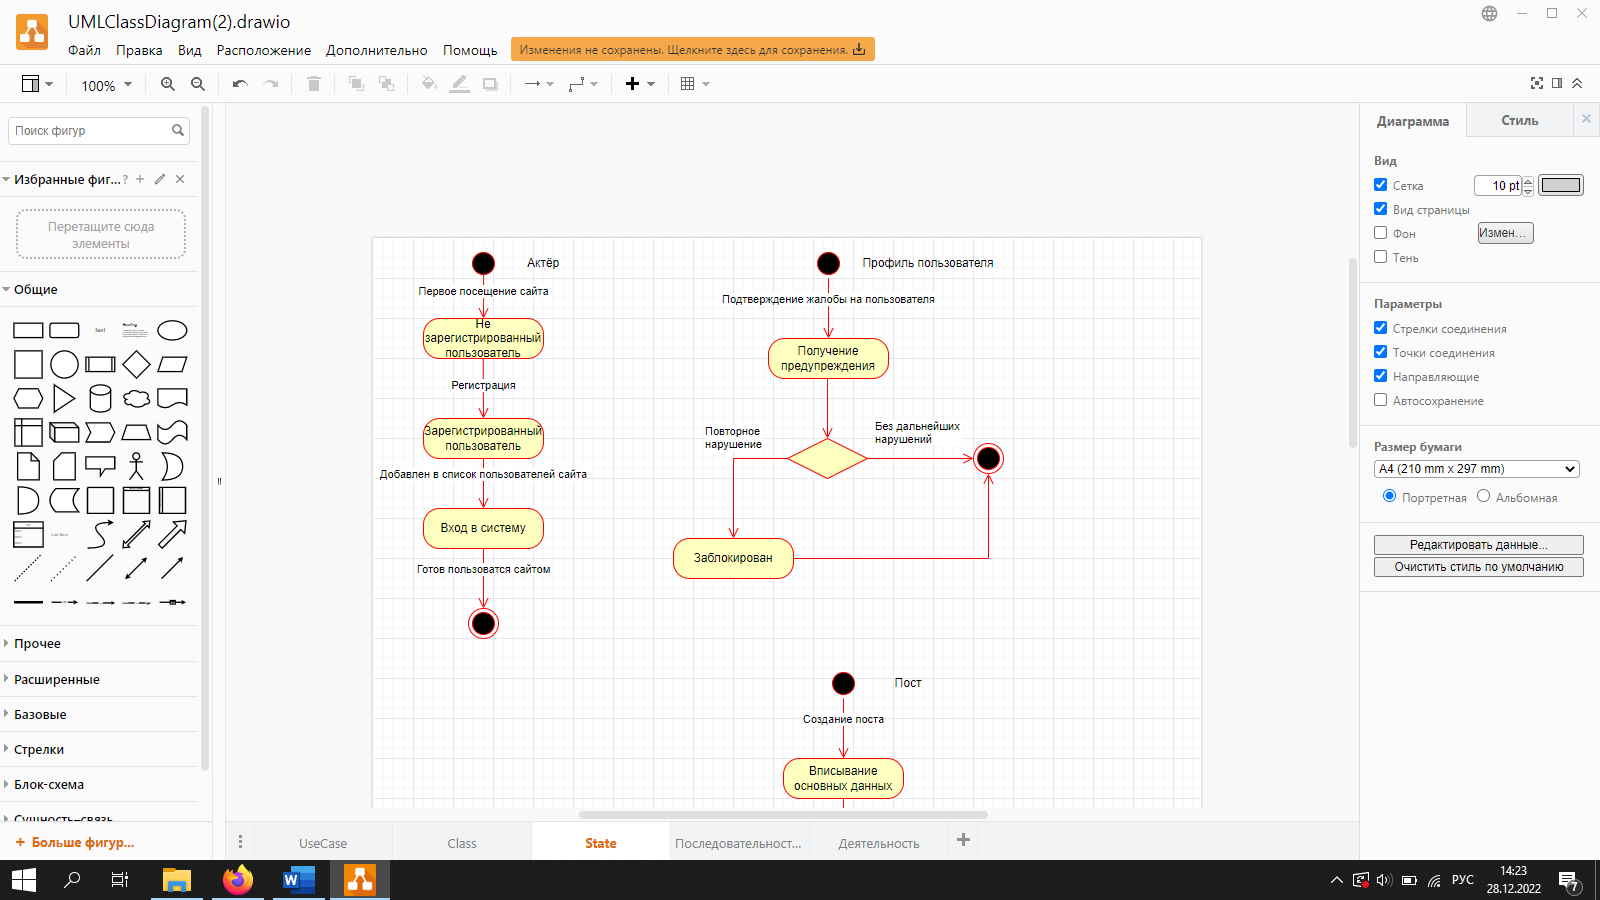 UMLClassDiagram(2).drawio
Файл Правка Вид Расположение Дополнительно Помощь
Изменения не сохранены. Щелкните здесь для сохранения.
100%
Поиск фигур
Избранные фиг... ?
Перетащите сюда
элементы
Общие
Text
Heading
Прочее
Расширенные
Базовые
Стрелки
Блок-схема
Сущность-связь
+ Больше фигур...
Актёр
Первое посещение сайта
Не
зарегистрированный
пользователь
Регистрация
Зарегистрированный
пользователь
Добавлен в список пользователей сайта
Вход в систему
Готов пользоватся сайтом
Профиль пользователя
Подтверждение жалобы на пользователя
Получение
предупреждения
Повторное
нарушение
Без дальнейших
нарушений
Заблокирован
Пост
Создание поста
Вписывание
основных данных
UseCase
Class
State
Последовательност...
Деятельность
Диаграмма
Стиль
Вид
Сетка
10 pt
Вид страницы
Фон
Измен...
Тень
Параметры
Стрелки соединения
Точки соединения
Направляющие
Автосохранение
Размер бумаги
A4 (210 mm x 297 mm)
Портретная
Альбомная
Редактировать данные...
Очистить стиль по умолчанию
РУС
14:23
28.12.2022
7